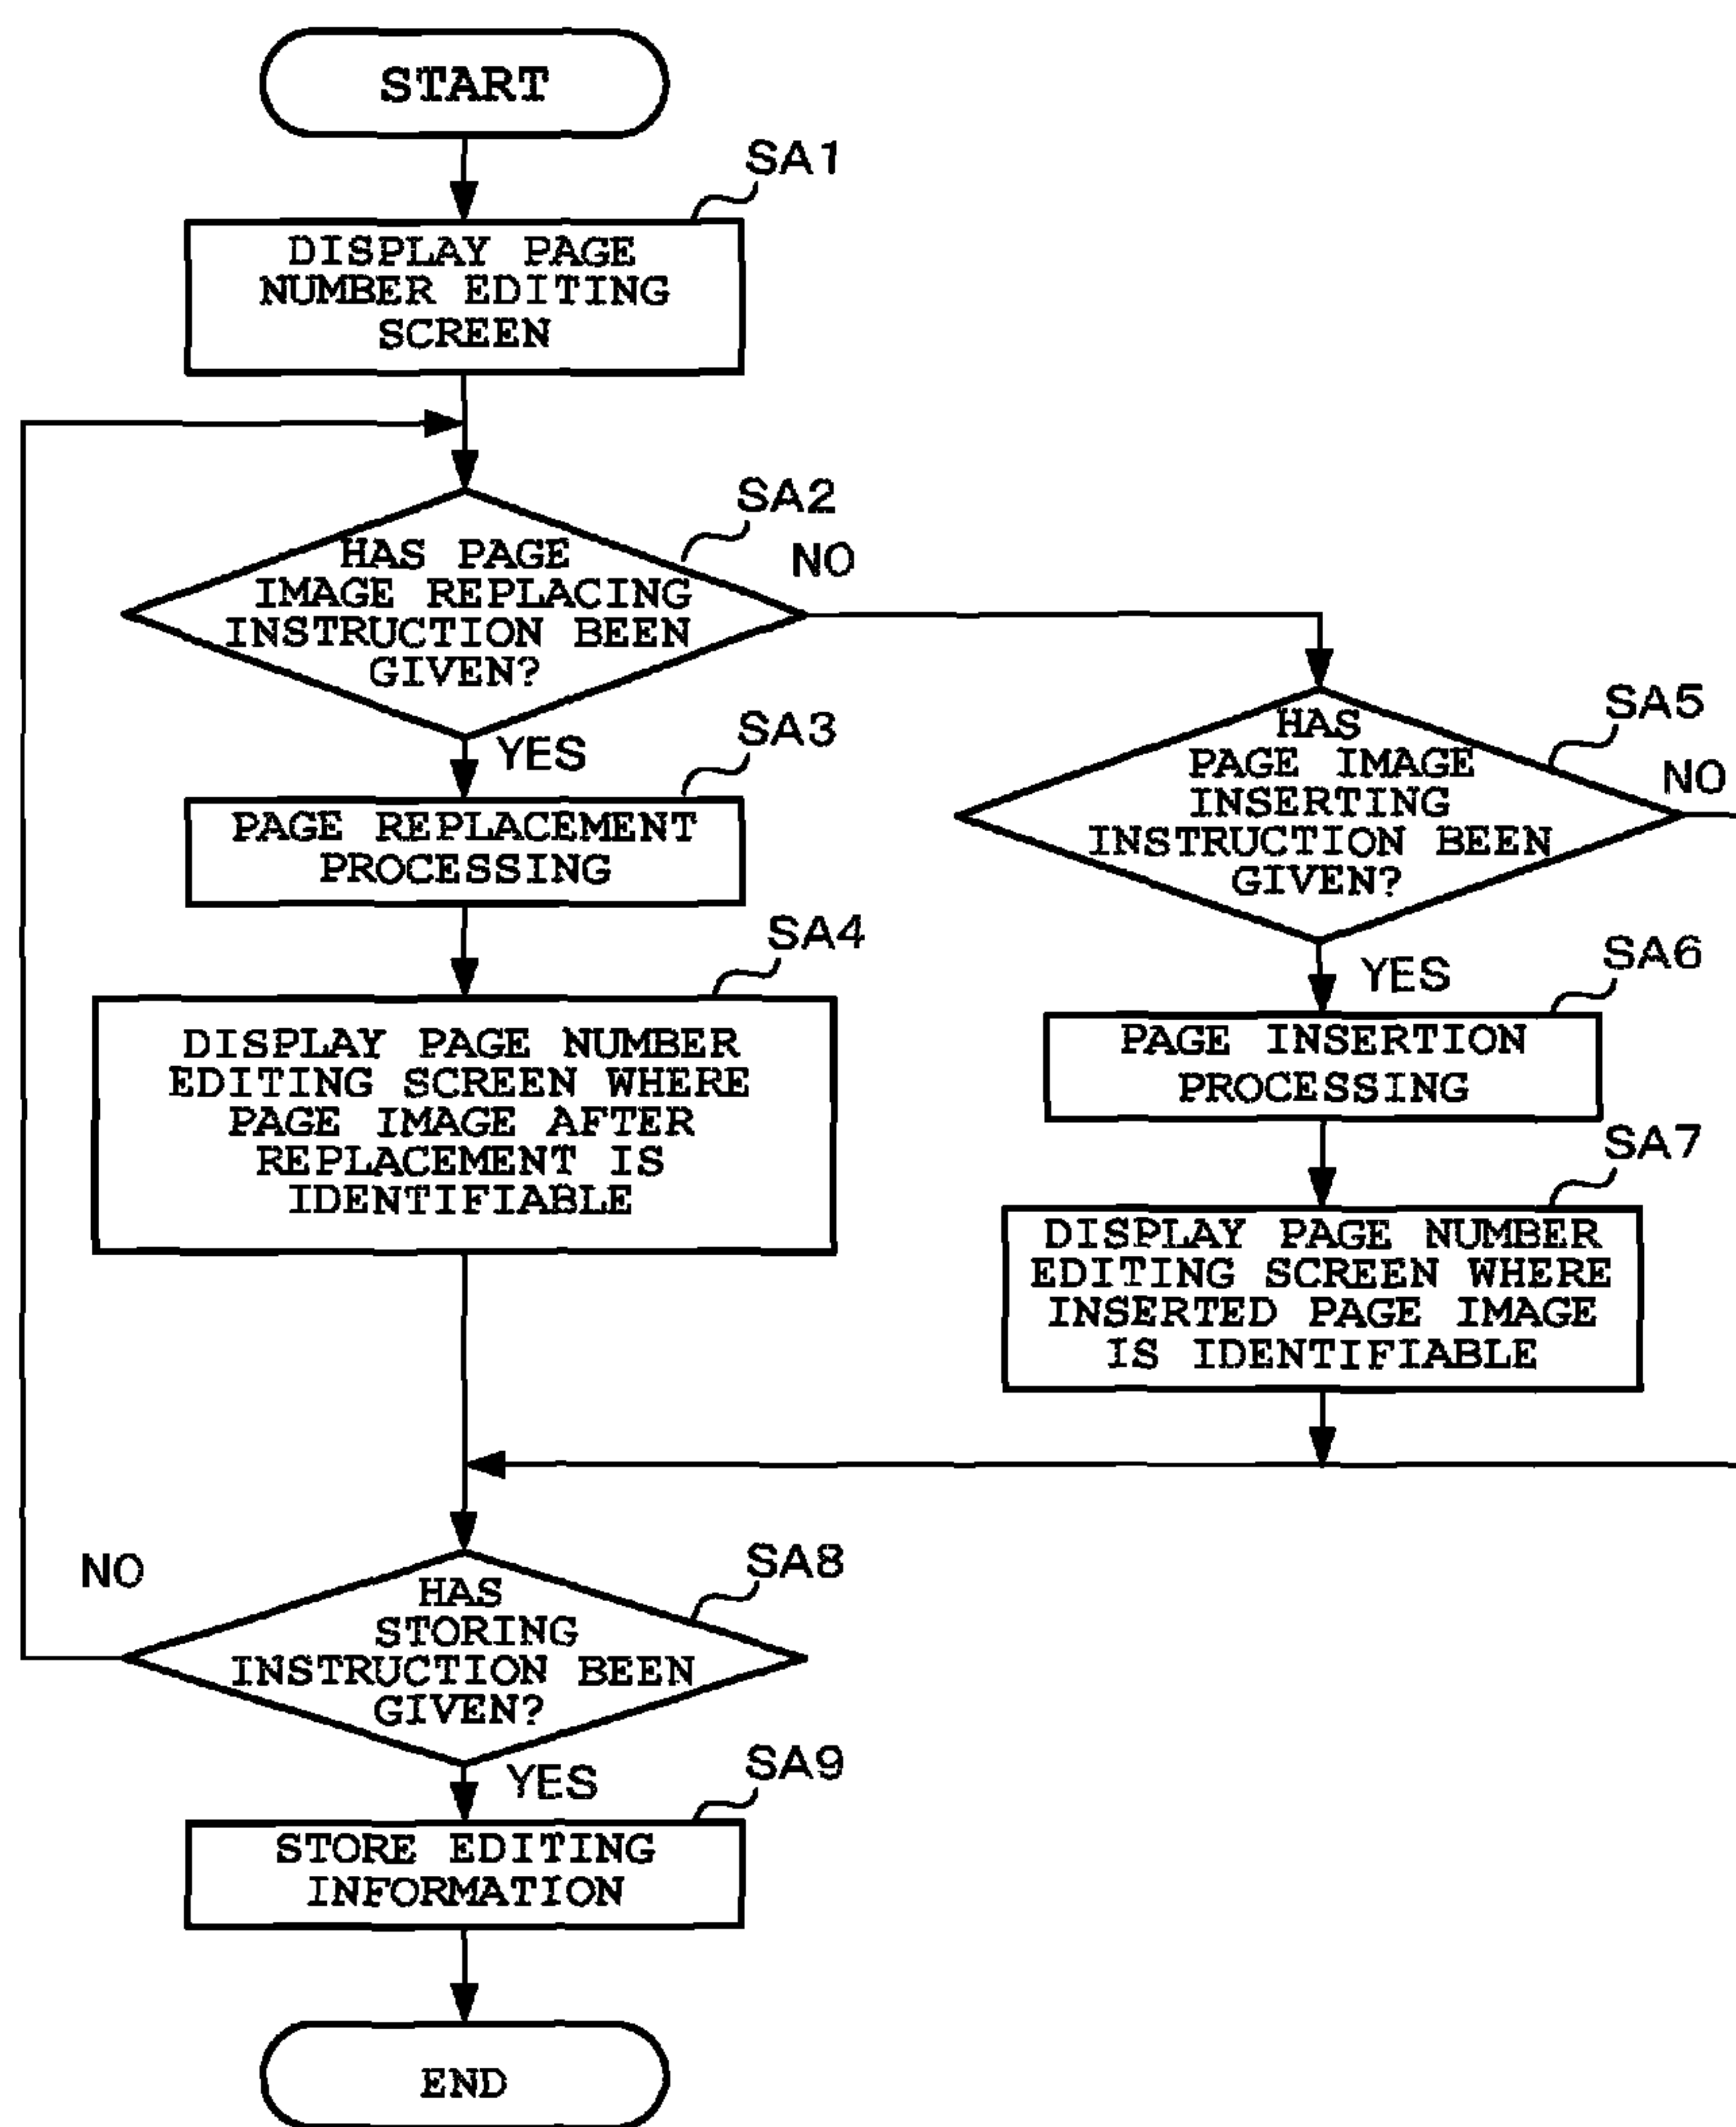 START
SA1
DISPLAY PAGE
NUMBER EDITING
SCREEN
SA2
HAS PAGE
IMAGE REPLACING
INSTRUCTION BEEN
GIVEN?
NO
YES
SA3
PAGE REPLACEMENT
PROCESSING
SA4
DISPLAY PAGE NUMBER
EDITING SCREEN WHERE
PAGE IMAGE AFTER
REPLACEMENT IS
IDENTIFIABLE
SA5
HAS
PAGE IMAGE
INSERTING
INSTRUCTION BEEN
GIVEN?
NO
YES
SA6
PAGE INSERTION
PROCESSING
SA7
DISPLAY PAGE NUMBER
EDITING SCREEN WHERE
INSERTED PAGE IMAGE
IS IDENTIFIABLE
SA8
NO
HAS
STORING
INSTRUCTION BEEN
GIVEN?
YES
SA9
STORE EDITING
INFORMATION
END